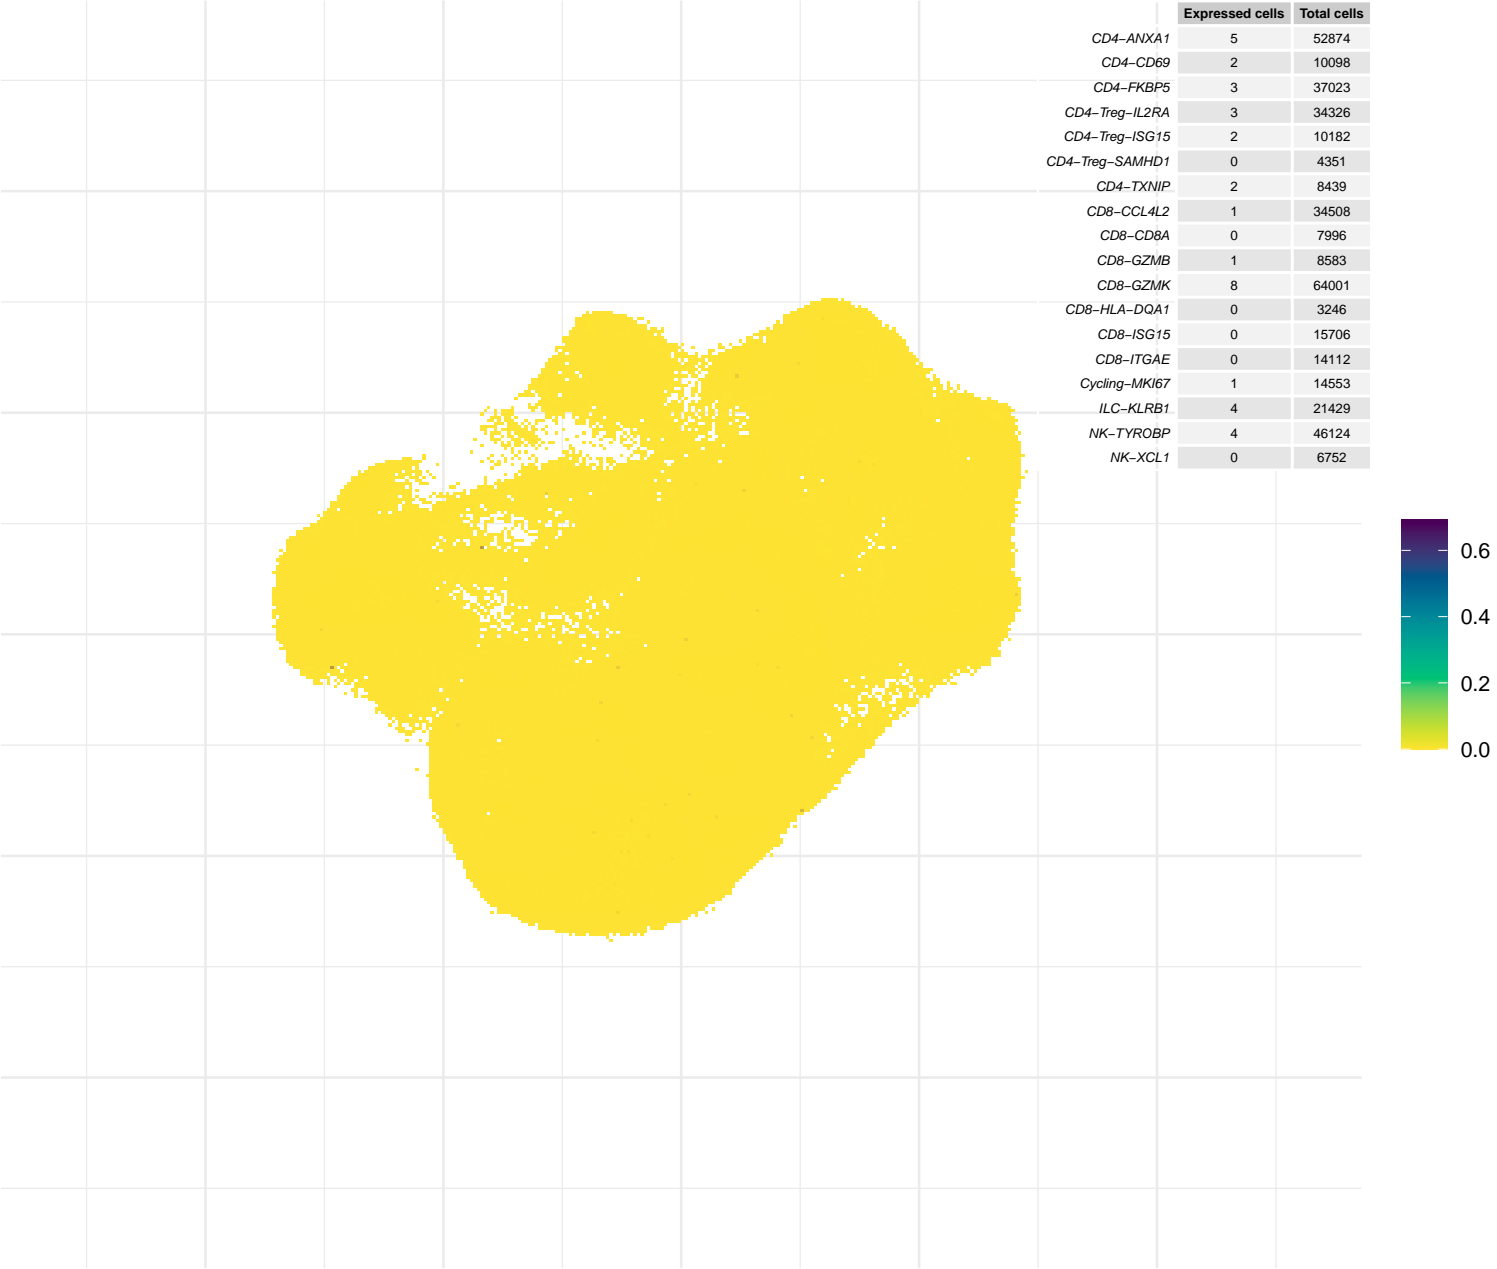 Expressed cells Total cells
CD4−ANXA1 5 52874
CD4−CD69 2 10098
CD4−FKBP5 3 37023
CD4−Treg−IL2RA 3 34326
CD4−Treg−ISG15 2 10182
CD4−Treg−SAMHD1 0 4351
CD4−TXNIP 2 8439
CD8−CCL4L2 1 34508
CD8−CD8A 0 7996
CD8−GZMB 1 8583
CD8−GZMK 8 64001
CD8−HLA−DQA1 0 3246
CD8−ISG15 0 15706
CD8−ITGAE 0 14112
Cycling−MKI67 1 14553
ILC−KLRB1 4 21429
NK−TYROBP 4 46124
NK−XCL1 0 6752
0.6
0.4
0.2
0.0